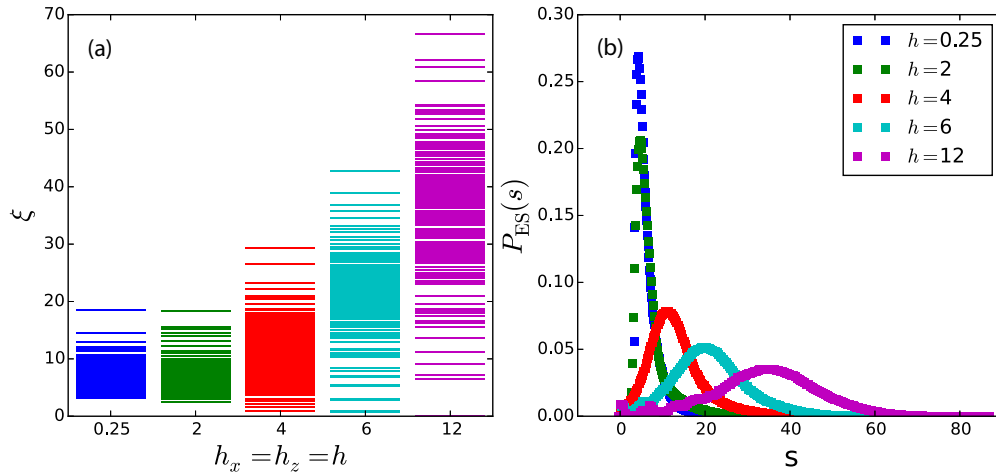 (a)
70
60
50
40
30
20
10
0
ξ
0.25 2 4 6 12
h_x = h_z = h
(b)
0.30
0.25
0.20
0.15
0.10
0.05
0.00
P_ES(s)
0 20 40 60 80
s
h = 0.25
h = 2
h = 4
h = 6
h = 12